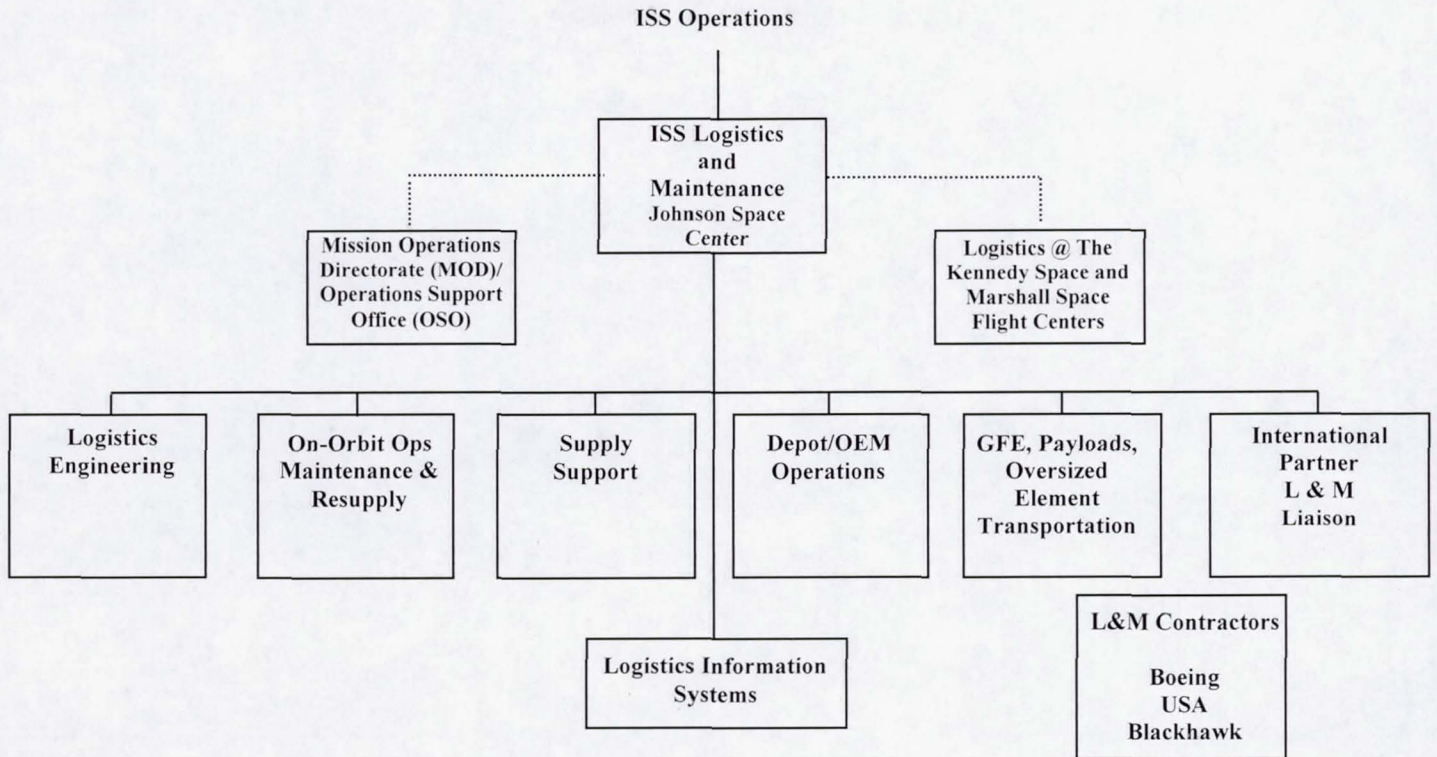 ISS Operations
ISS Logistics
and
Maintenance
Johnson Space
Center
Mission Operations
Directorate (MOD)/
Operations Support
Office (OSO)
Logistics @ The
Kennedy Space and
Marshall Space
Flight Centers
Logistics
Engineering
On-Orbit Ops
Maintenance &
Resupply
Supply
Support
Depot/OEM
Operations
GFE, Payloads,
Oversized
Element
Transportation
International
Partner
L & M
Liaison
Logistics Information
Systems
L&M Contractors
Boeing
USA
Blackhawk